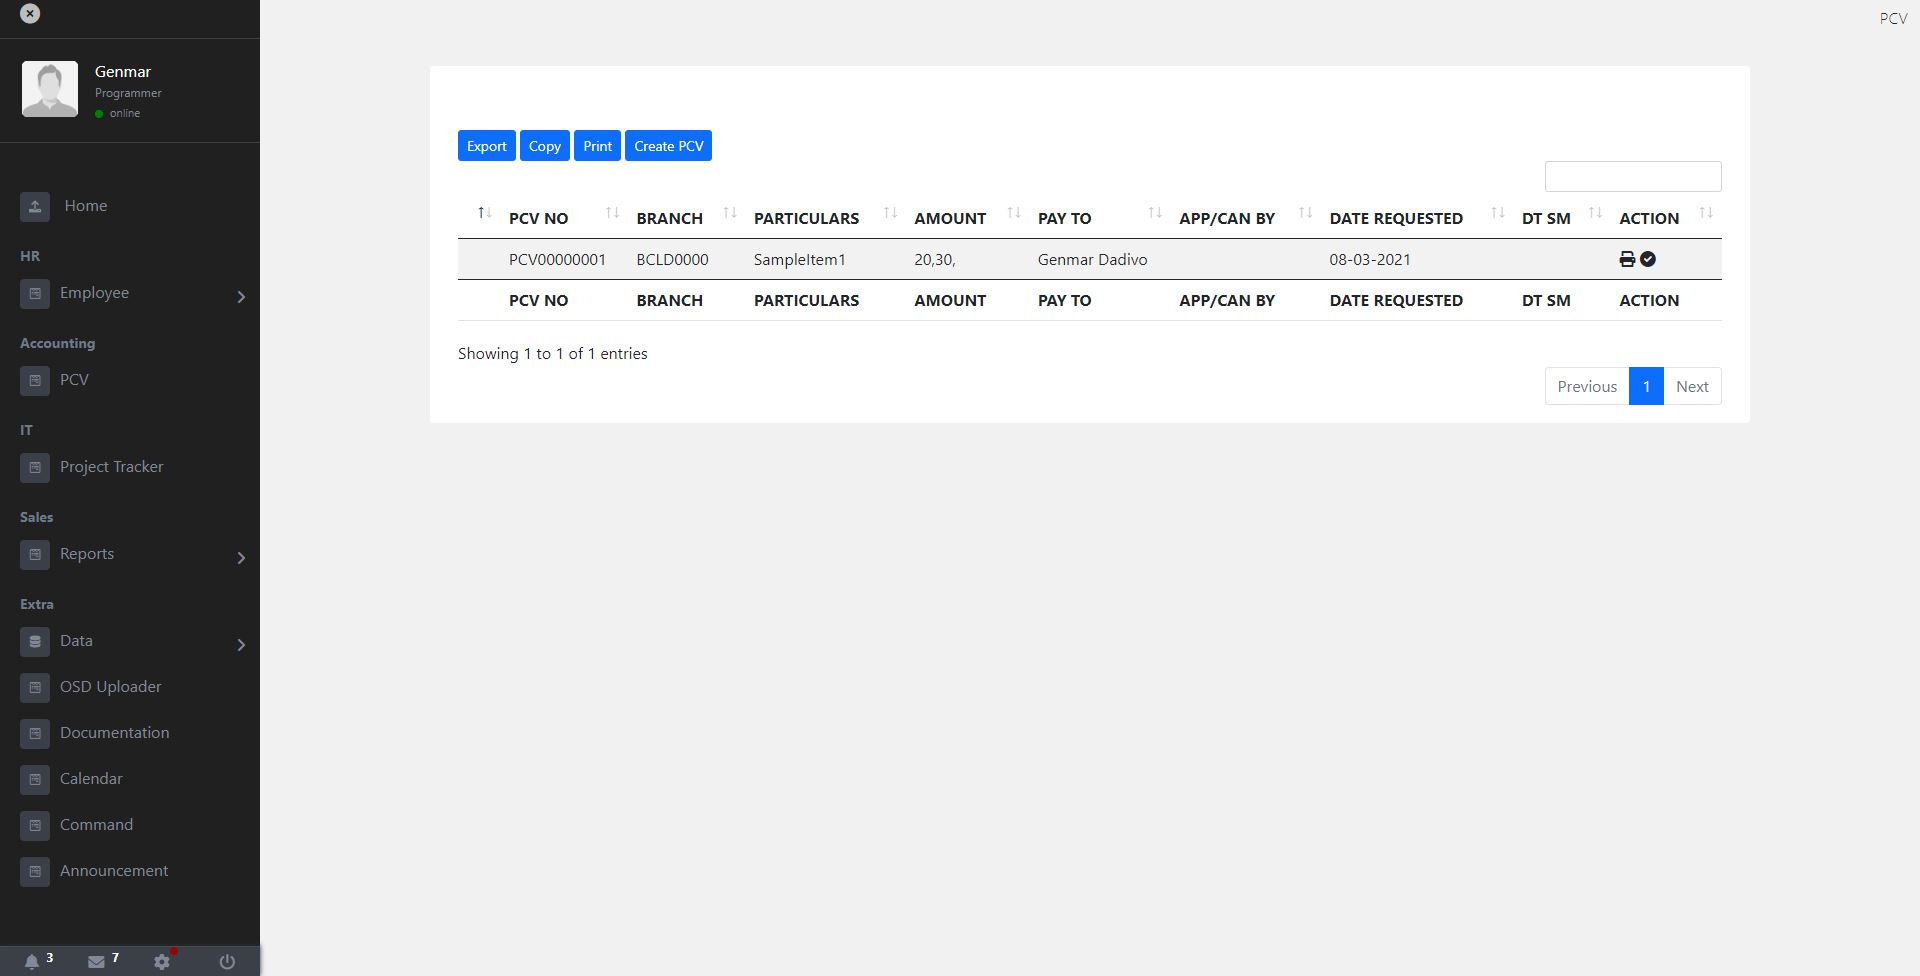 Genmar
Programmer
online
Home
HR
Employee
Accounting
PCV
IT
Project Tracker
Sales
Reports
Extra
Data
OSD Uploader
Documentation
Calendar
Command
Announcement
3 7
PCV
Export Copy Print Create PCV
PCV NO BRANCH PARTICULARS AMOUNT PAY TO APP/CAN BY DATE REQUESTED DT SM ACTION
PCV00000001 BCLD0000 SampleItem1 20,30, Genmar Dadivo 08-03-2021
PCV NO BRANCH PARTICULARS AMOUNT PAY TO APP/CAN BY DATE REQUESTED DT SM ACTION
Showing 1 to 1 of 1 entries
Previous 1 Next